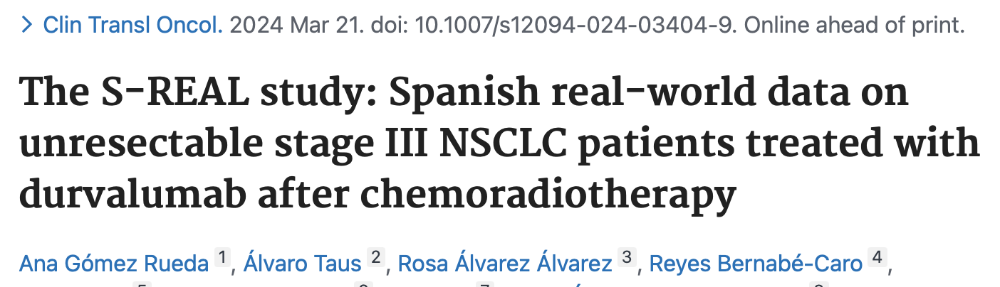 > Clin Transl Oncol. 2024 Mar 21. doi: 10.1007/s12094-024-03404-9. Online ahead of print.
The S-REAL study: Spanish real-world data on
unresectable stage III NSCLC patients treated with
durvalumab after chemoradiotherapy
Ana Gómez Rueda 1, Álvaro Taus 2, Rosa Álvarez Álvarez 3, Reyes Bernabé-Caro 4,